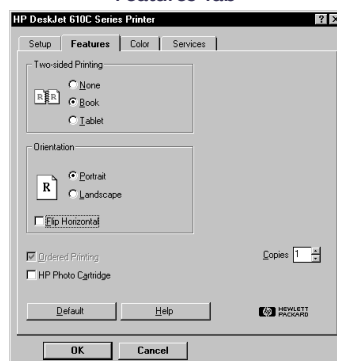 Features Tab
HP DeskJet 610C Series Printer
Setup Features Color Services
Two-sided Printing
None
Book
Tablet
R R
Orientation
Portrait
Landscape
R
Flip Horizontal
Ordered Printing
Copies 1
HP Photo Cartridge
Default Help
HEWLETT
PACKARD
OK Cancel